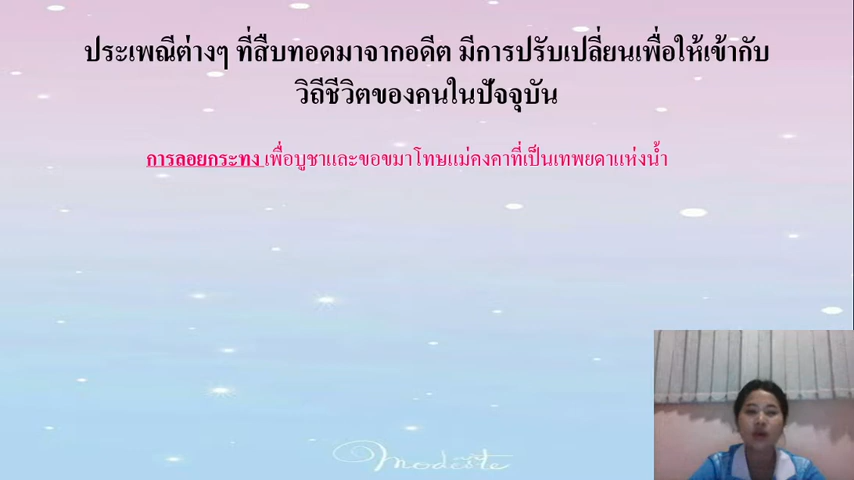 ประเพณีต่างๆ ที่สืบทอดมาจากอดีต มีการปรับเปลี่ยนเพื่อให้เข้ากับ
วิถีชีวิตของคนในปัจจุบัน
การลอยกระทง เพื่อบูชาและขอขมาโทษแม่คงคาที่เป็นเทพยดาแห่งน้ำ
modeste